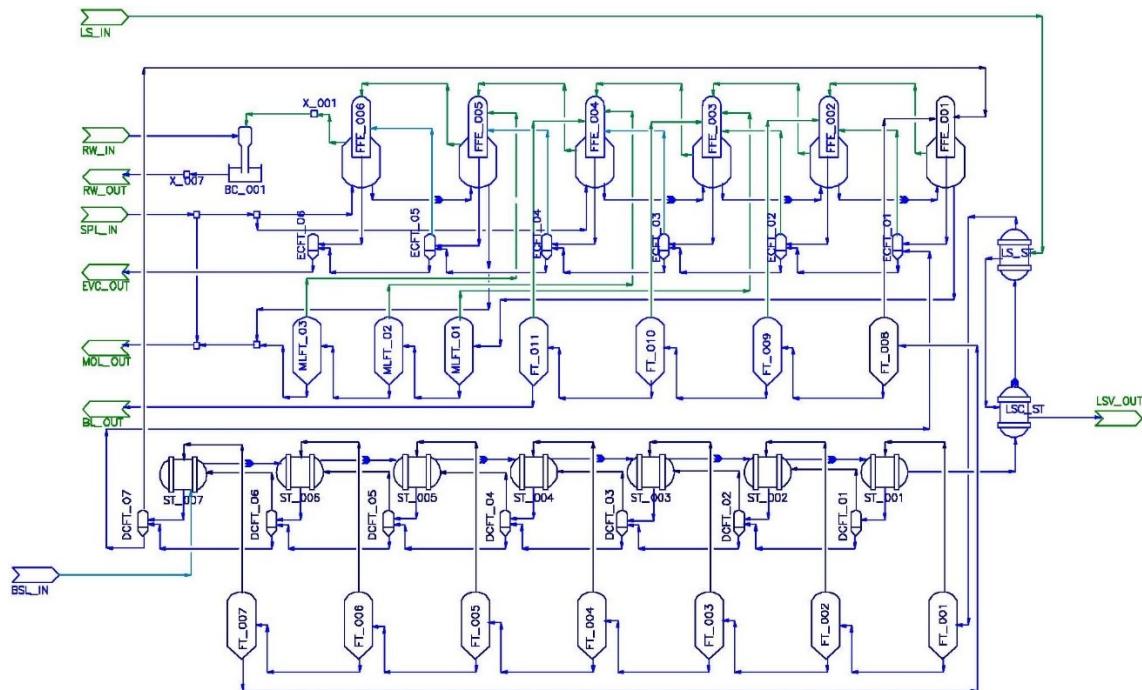 LS_IN
X_001
FFE_006
FFE_005
FFE_004
FFE_003
FFE_002
FFE_001
RW_IN
RW_OUT
X_007
BC_001
SPL_IN
ECFT_06
ECFT_05
ECFT_04
ECFT_03
ECFT_02
ECFT_01
LS_ST
EVC_OUT
MLFT_03
MLFT_02
MLFT_01
FT_011
FT_010
FT_009
FT_008
MOL_OUT
BL_OUT
LSC_ST
LSV_OUT
ST_007
ST_006
ST_005
ST_004
ST_003
ST_002
ST_001
DCFT_07
DCFT_06
DCFT_05
DCFT_04
DCFT_03
DCFT_02
DCFT_01
BSL_IN
FT_007
FT_006
FT_005
FT_004
FT_003
FT_002
FT_001